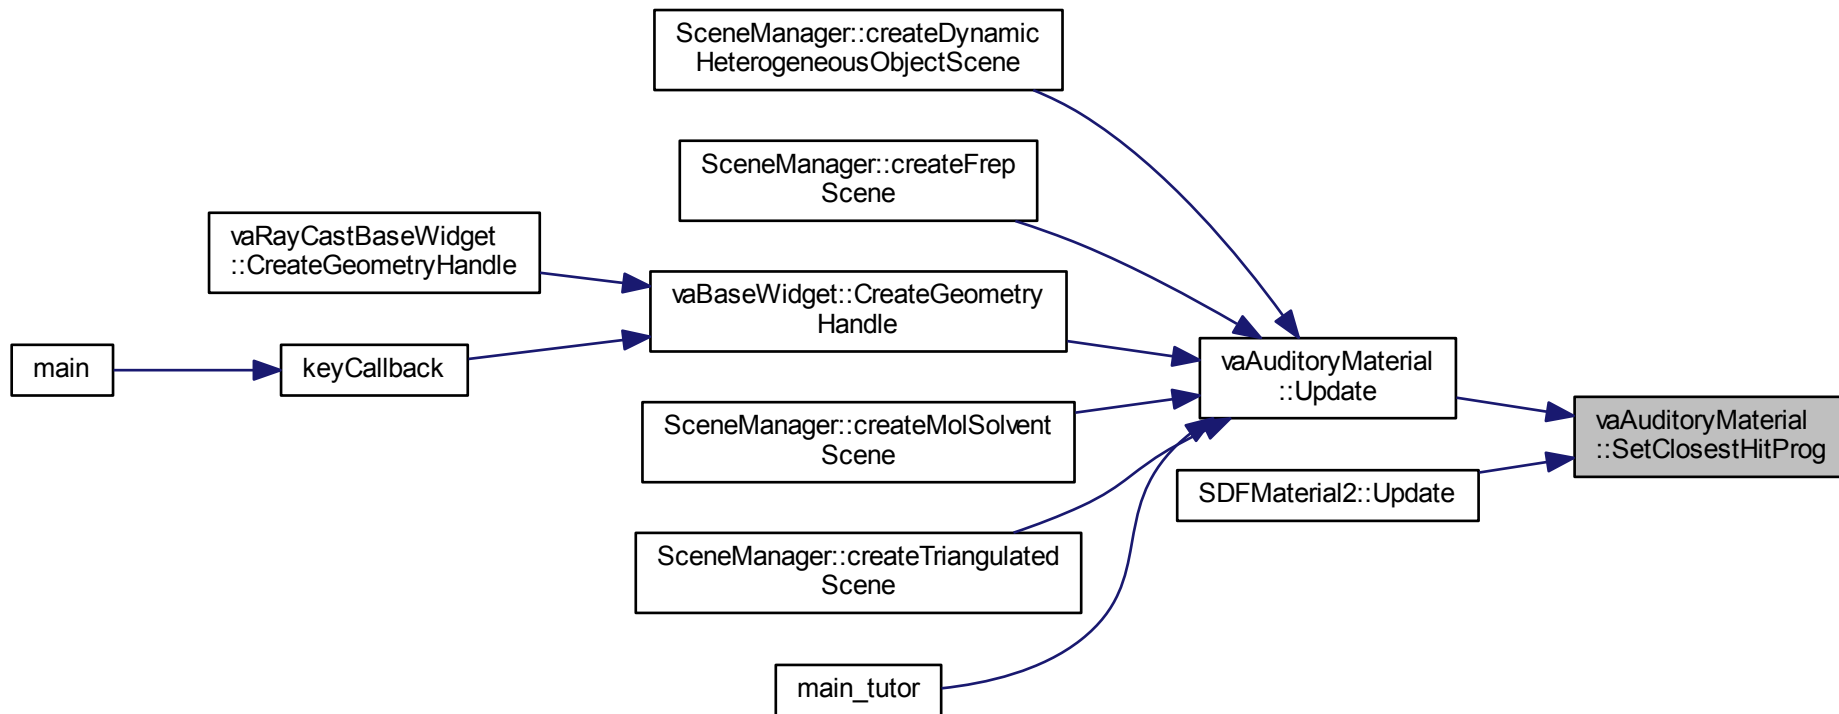 SceneManager::createDynamic
HeterogeneousObjectScene
SceneManager::createFrep
Scene
vaRayCastBaseWidget
::CreateGeometryHandle
vaBaseWidget::CreateGeometry
Handle
main
keyCallback
vaAuditoryMaterial
::Update
SceneManager::createMolSolvent
Scene
vaAuditoryMaterial
::SetClosestHitProg
SDFMaterial2::Update
SceneManager::createTriangulated
Scene
main_tutor